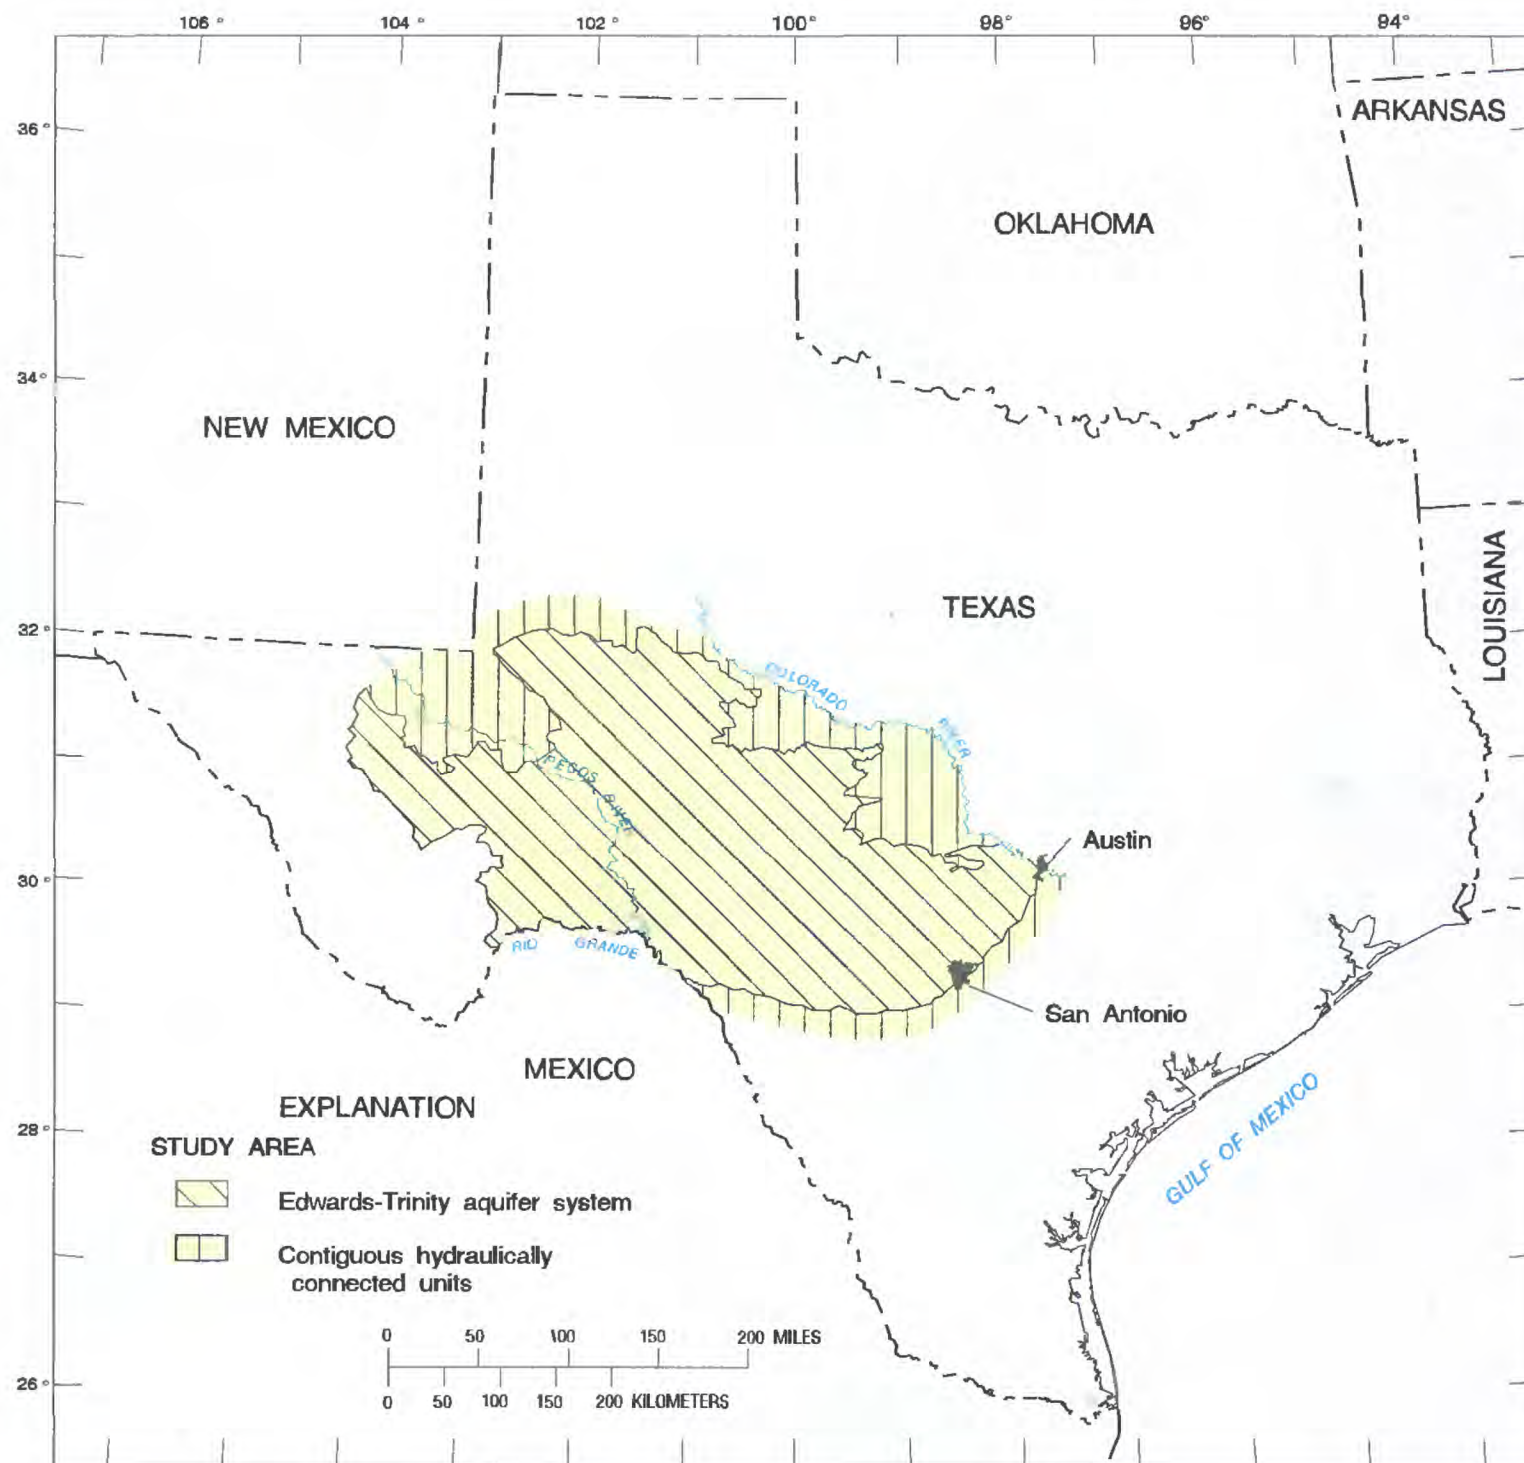 106° 104° 102° 100° 98° 96° 94°
36°
ARKANSAS
OKLAHOMA
34°
NEW MEXICO
LOUISIANA
TEXAS
32°
COLORADO
RIVER
PECOS RIVER
Austin
30°
RIO GRANDE
San Antonio
MEXICO
GULF OF MEXICO
28°
EXPLANATION
STUDY AREA
Edwards-Trinity aquifer system
Contiguous hydraulically
connected units
0 50 100 150 200 MILES
0 50 100 150 200 KILOMETERS
26°